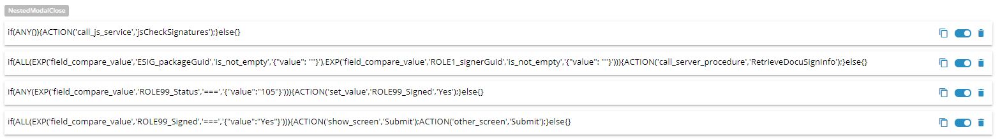 NestedModalClose
if(ANY()){ACTION('call_js_service','jsCheckSignatures');}else{}
if(ALL(EXP('field_compare_value','ESIG_packageGuid','is_not_empty','{"value": ""}'),EXP('field_compare_value','ROLE1_signerGuid','is_not_empty','{"value": ""}'))){ACTION('call_server_procedure','RetrieveDocuSignInfo');}else{}
if(ANY(EXP('field_compare_value','ROLE99_Status','===','{"value":"105"}'))){ACTION('set_value','ROLE99_Signed','Yes');}else{}
if(ALL(EXP('field_compare_value','ROLE99_Signed','===','{"value":"Yes"}'))){ACTION('show_screen','Submit');ACTION('other_screen','Submit');}else{}